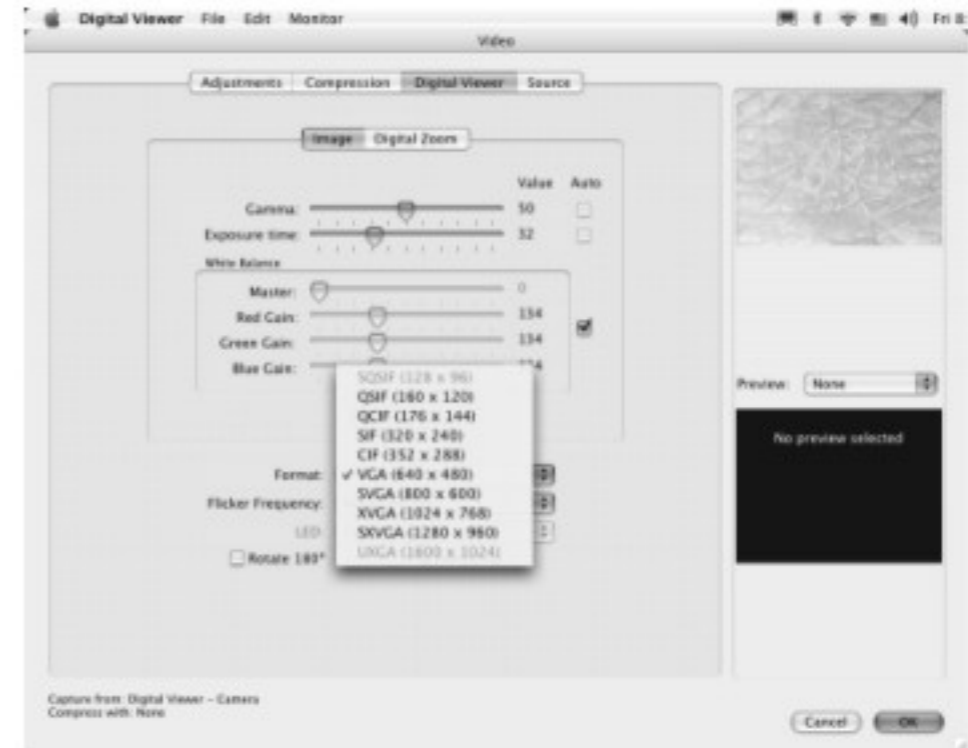 Digital Viewer File Edit Monitor Fri 8:
Video
Adjustments Compression Digital Viewer Source
Image Digital Zoom
Value Auto
Gamma: 50
Exposure time: 32
White Balance
Master: 0
Red Gain: 134
Green Gain: 134
Blue Gain:
SQSIF (128 x 96)
QSIF (160 x 120)
QCIF (176 x 144)
SIF (320 x 240)
CIF (352 x 288)
Format: ✓ VGA (640 x 480)
SVGA (800 x 600)
Flicker Frequency:
XVGA (1024 x 768)
LED: SXVGA (1280 x 960)
Rotate 180° UXGA (1600 x 1024)
Preview: None
No preview selected
Capture from: Digital Viewer – Camera
Compress with: None
Cancel OK